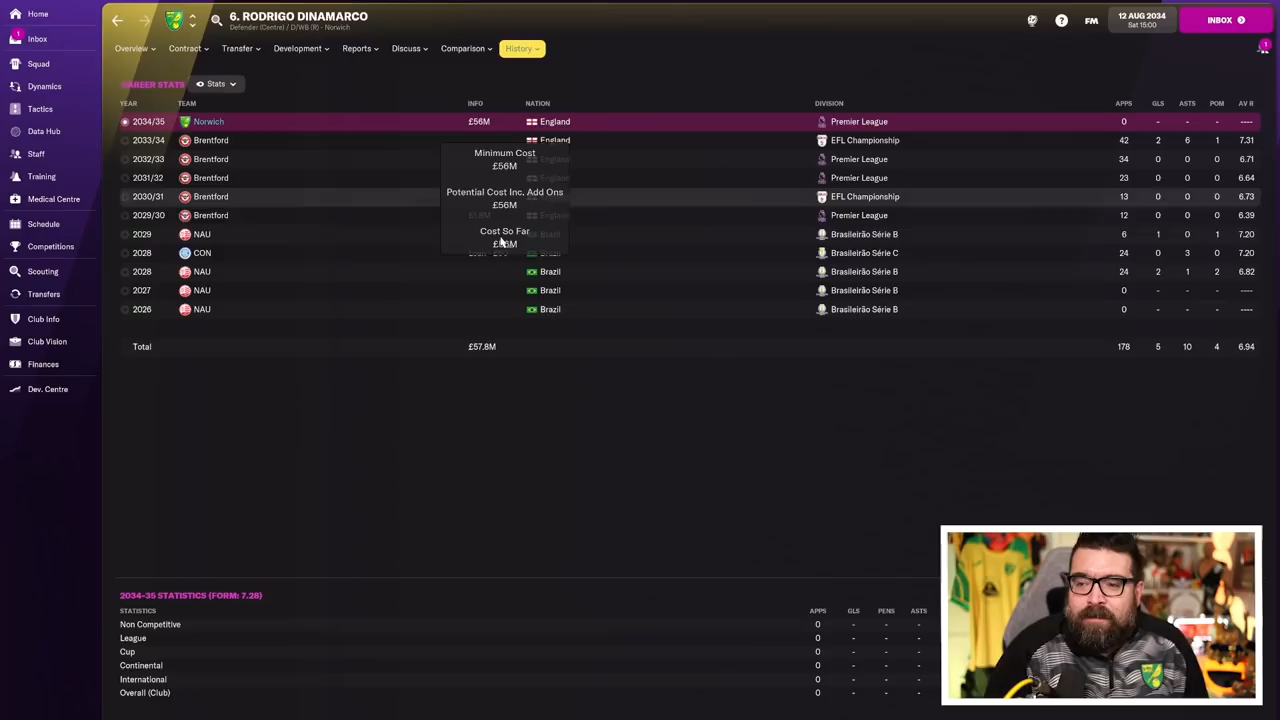 6. RODRIGO DINAMARCO
Defender (Centre) / D/WB (R) - Norwich
FM
12 AUG 2034
Sat 15:00
INBOX
1
Home
Inbox
Squad
Dynamics
Tactics
Data Hub
Staff
Training
Medical Centre
Schedule
Competitions
Scouting
Transfers
Club Info
Club Vision
Finances
Dev. Centre
Overview
Contract
Transfer
Development
Reports
Discuss
Comparison
History
1
CAREER STATS
Stats
YEAR TEAM INFO NATION DIVISION APPS GLS ASTS POM AV R
2034/35 Norwich £56M England Premier League 0 - - - ----
2033/34 Brentford England EFL Championship 42 2 6 1 7.31
2032/33 Brentford England Premier League 34 0 - - 6.71
2031/32 Brentford Premier League 23 0 - - 6.64
2030/31 Brentford EFL Championship 13 0 - - 6.73
2029/30 Brentford £1.8M England Premier League 12 0 - - 6.39
2029 NAU Brasileirão Série B 6 1 0 1 7.20
2028 CON Brasileirão Série C 24 0 3 0 7.20
2028 NAU Brazil Brasileirão Série B 24 2 1 2 6.82
2027 NAU Brazil Brasileirão Série B 0 - - - ----
2026 NAU Brazil Brasileirão Série B 0 - - - ----
Total £57.8M 178 5 10 4 6.94
Minimum Cost
£56M
Potential Cost Inc. Add Ons
£56M
Cost So Far
2034-35 STATISTICS (FORM: 7.28)
STATISTICS APPS GLS PENS ASTS
Non Competitive 0 - - -
League 0 - - -
Cup 0 - - -
Continental 0 - - -
International 0 - - -
Overall (Club) 0 - - -